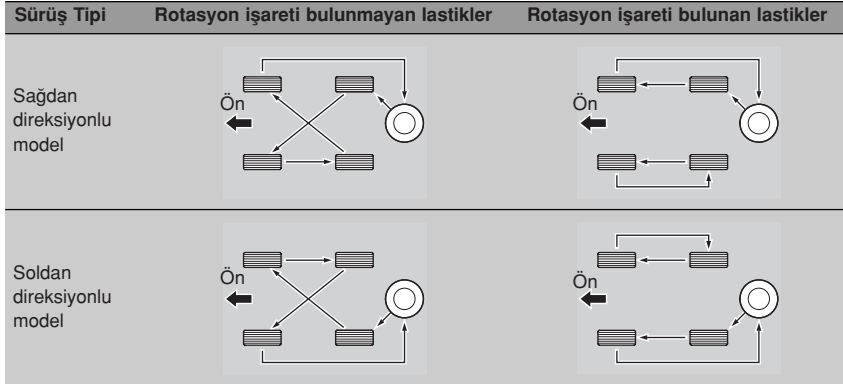 Sürüş Tipi Rotasyon işareti bulunmayan lastikler Rotasyon işareti bulunan lastikler
Sağdan
direksiyonlu
model
Ön
Ön
Soldan
direksiyonlu
model
Ön
Ön